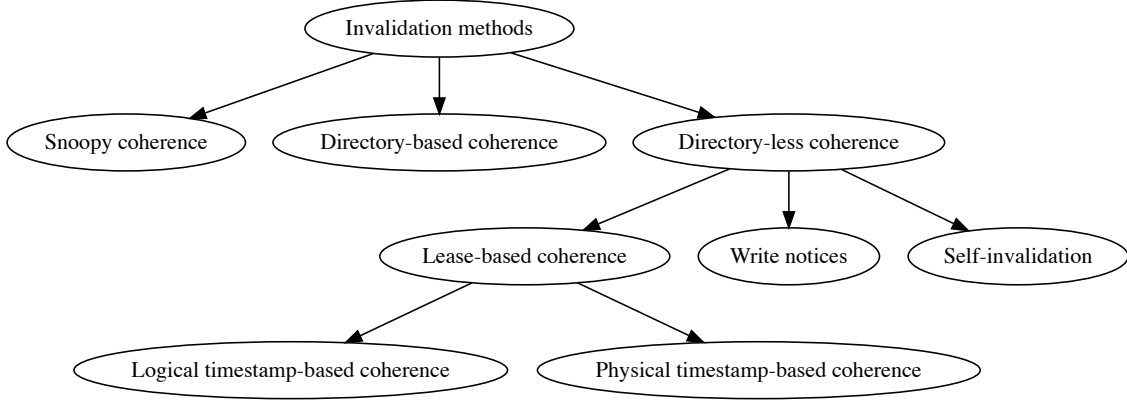 Invalidation methods
Snoopy coherence
Directory-based coherence
Directory-less coherence
Lease-based coherence
Write notices
Self-invalidation
Logical timestamp-based coherence
Physical timestamp-based coherence